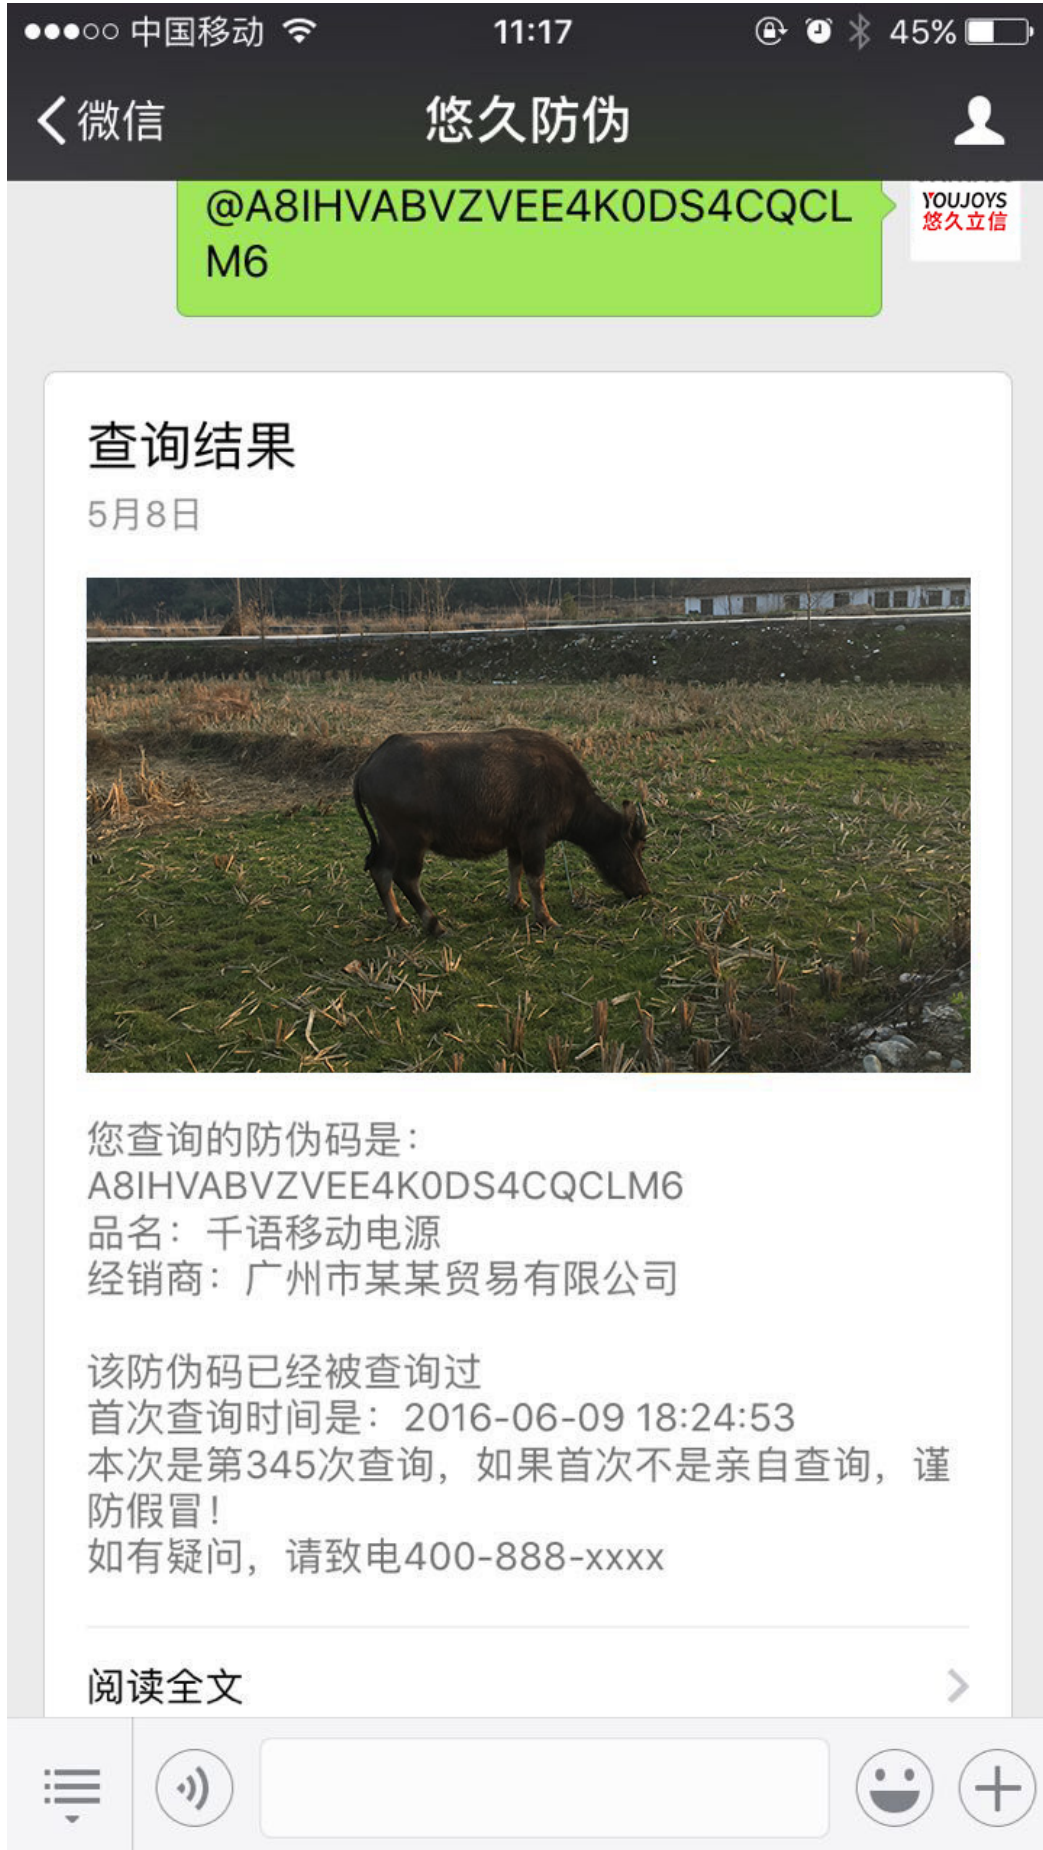 中国移动 11:17 45%
微信 悠久防伪
@A8IHVABVZVEE4K0DS4CQCL
M6
YOUJOYS
悠久立信
查询结果
5月8日
您查询的防伪码是：
A8IHVABVZVEE4K0DS4CQCLM6
品名：千语移动电源
经销商：广州市某某贸易有限公司
该防伪码已经被查询过
首次查询时间是：2016-06-09 18:24:53
本次是第345次查询，如果首次不是亲自查询，谨
防假冒！
如有疑问，请致电400-888-xxxx
阅读全文